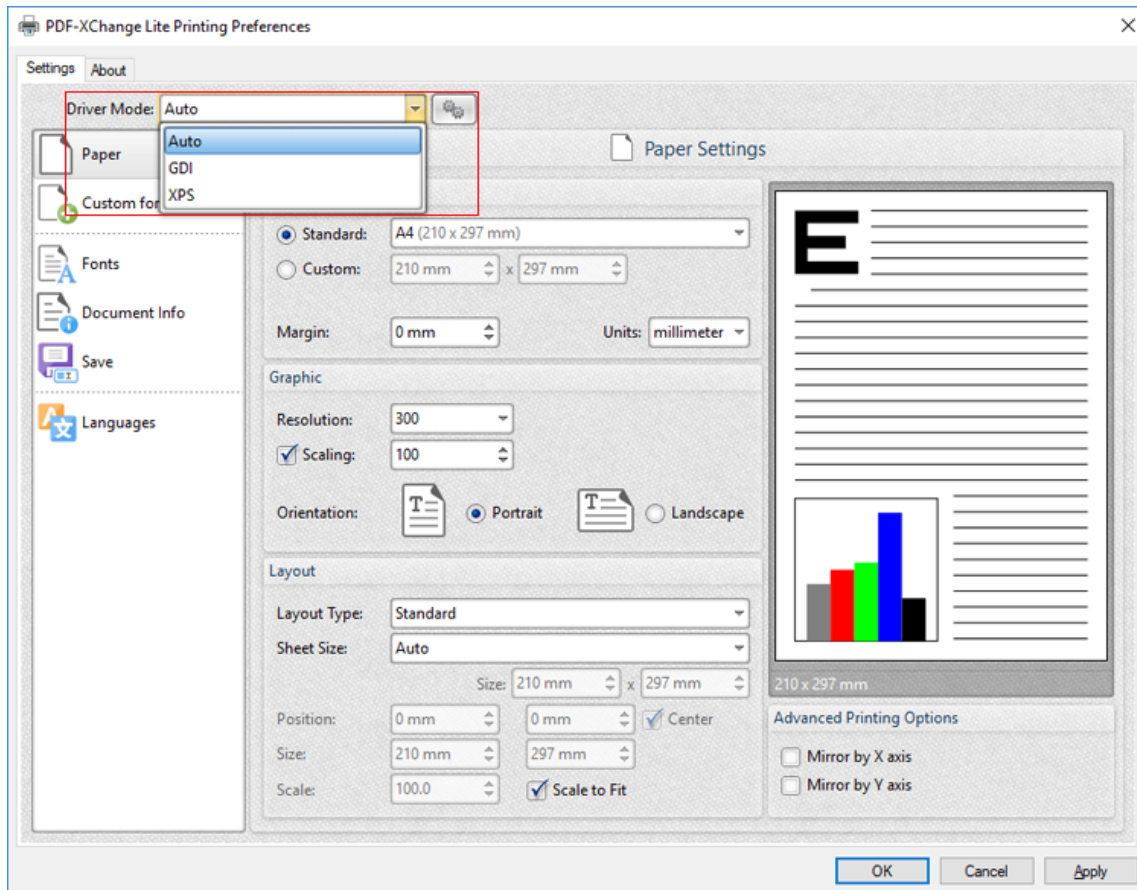 PDF-XChange Lite Printing Preferences
Settings About
Driver Mode: Auto
Auto
GDI
XPS
Paper
Custom for
Fonts
Document Info
Save
Languages
Paper Settings
Standard: A4 (210 x 297 mm)
Custom: 210 mm x 297 mm
Margin: 0 mm Units: millimeter
Graphic
Resolution: 300
Scaling: 100
Orientation: T Portrait T Landscape
Layout
Layout Type: Standard
Sheet Size: Auto
Size: 210 mm x 297 mm
Position: 0 mm 0 mm Center
Size: 210 mm 297 mm
Scale: 100.0 Scale to Fit
E
210 x 297 mm
Advanced Printing Options
Mirror by X axis
Mirror by Y axis
OK Cancel Apply